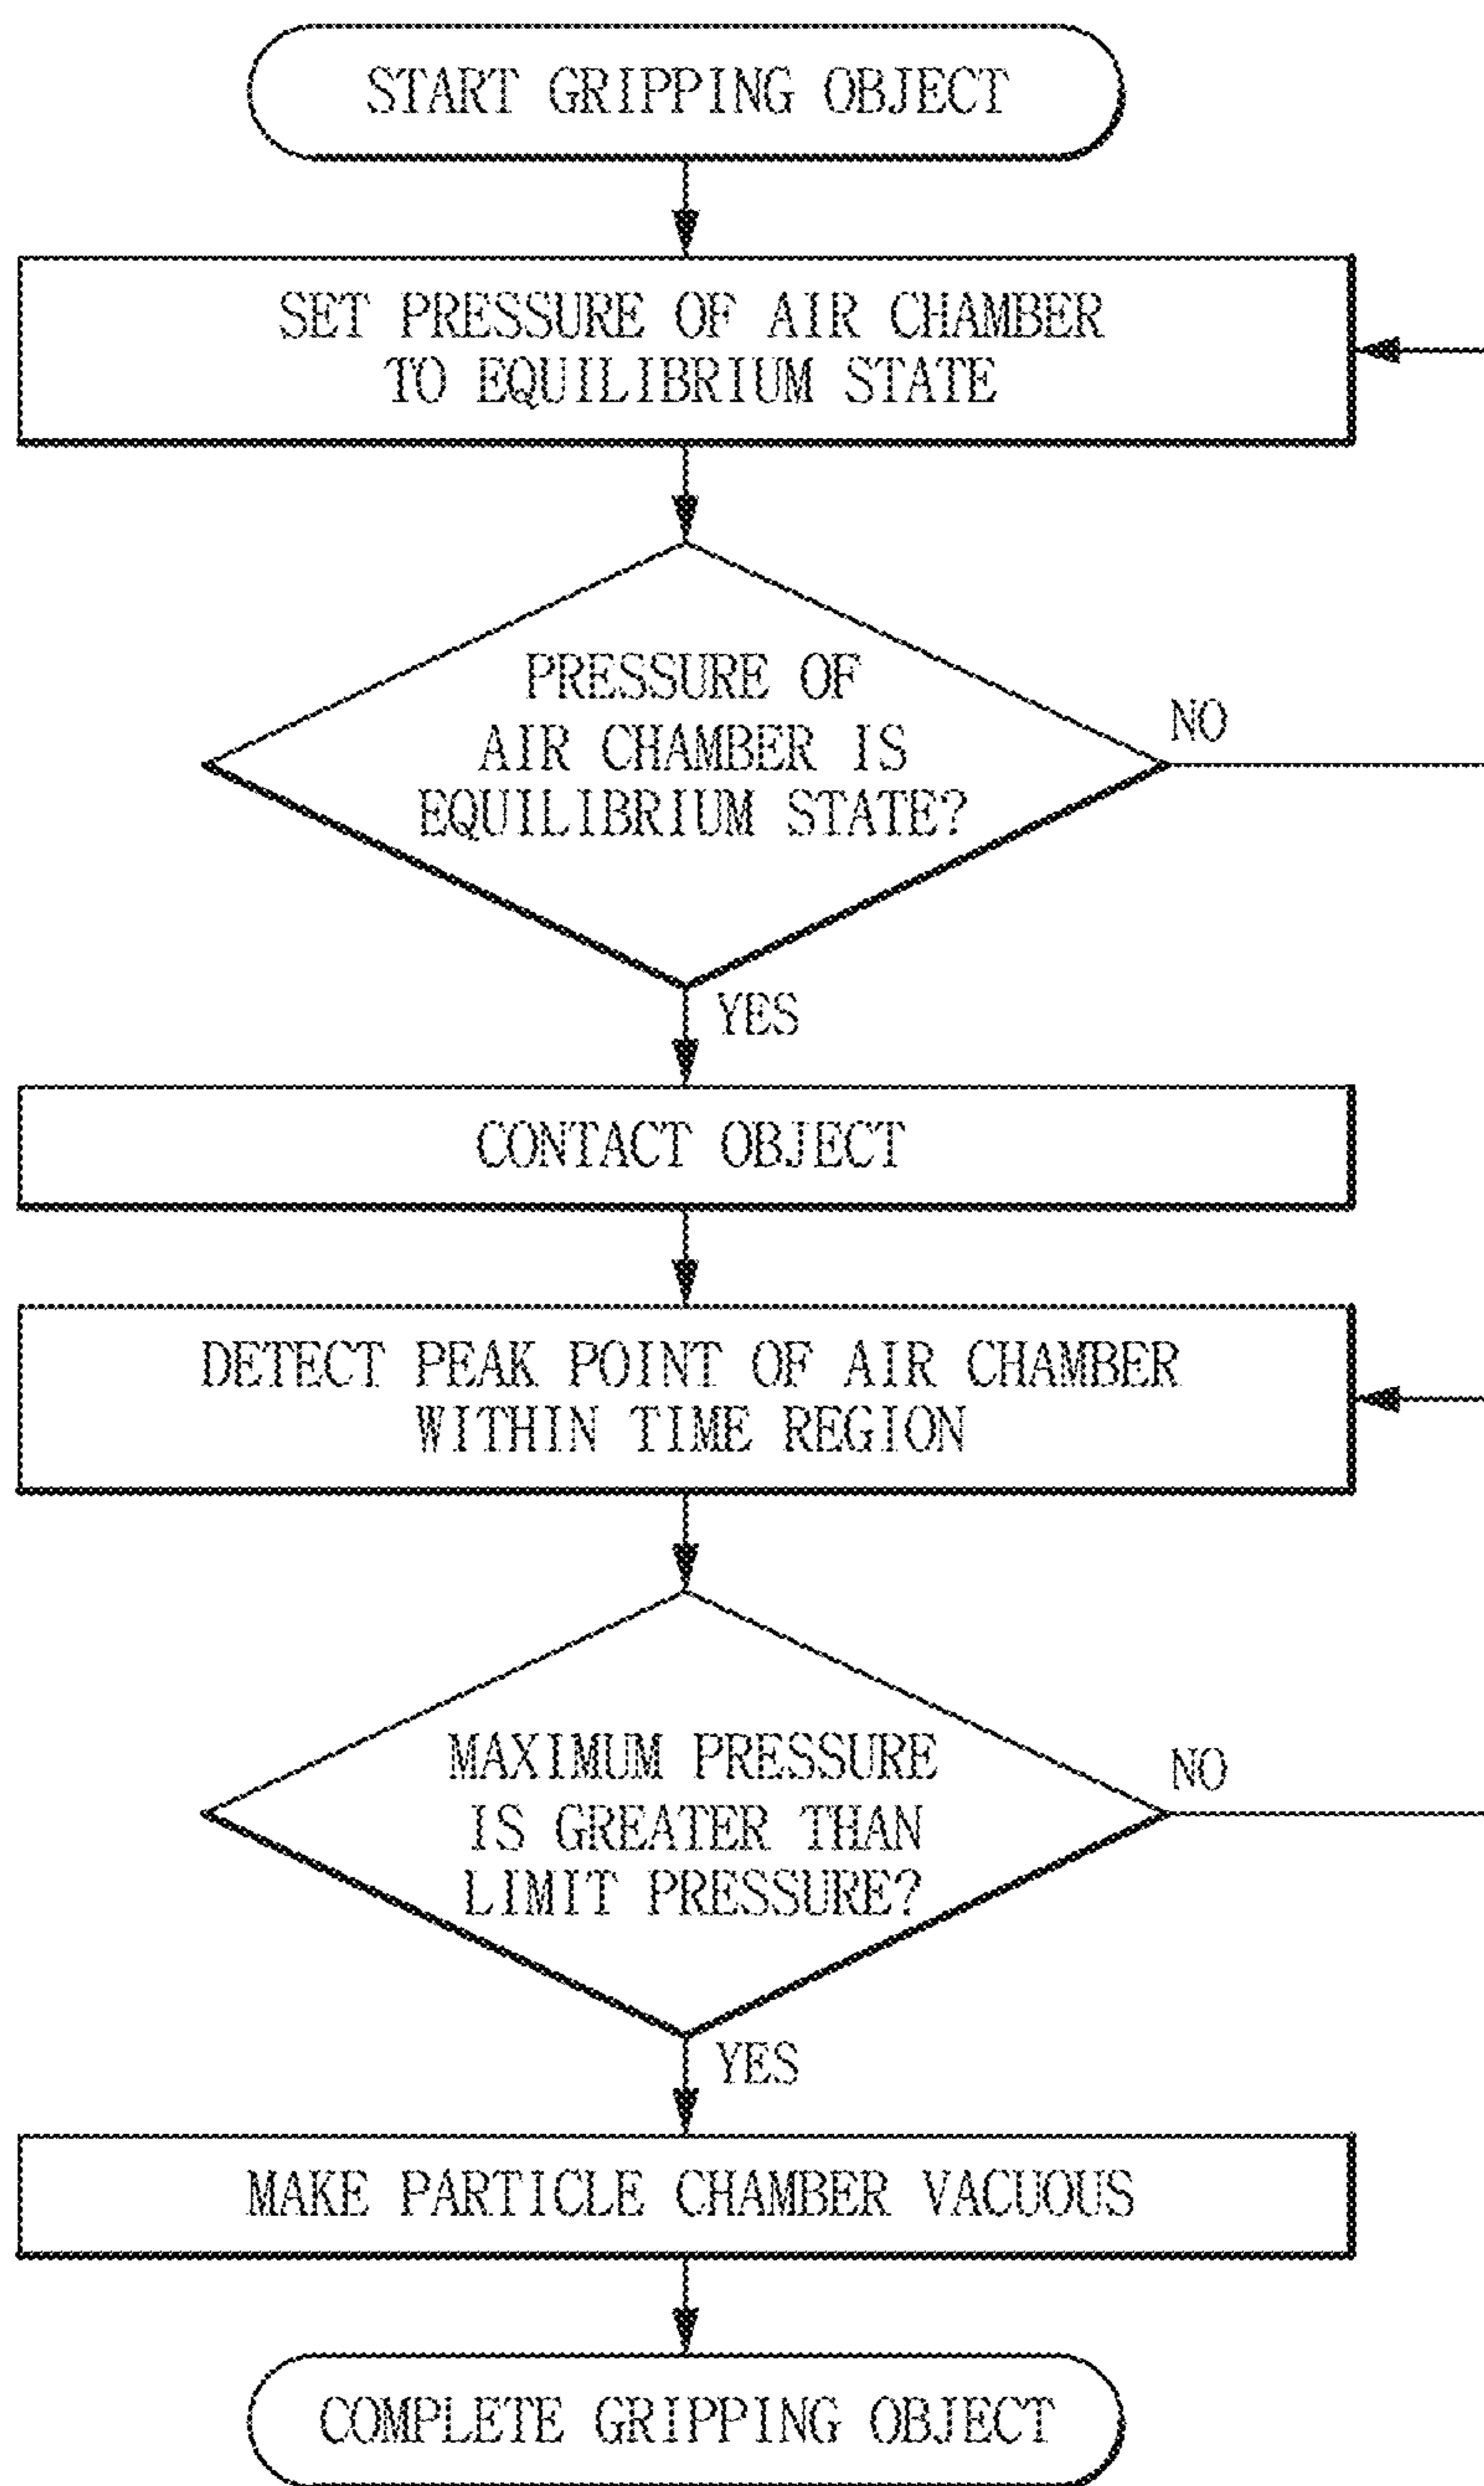 START GRIPPING OBJECT
SET PRESSURE OF AIR CHAMBER
TO EQUILIBRIUM STATE
PRESSURE OF
AIR CHAMBER IS
EQUILIBRIUM STATE?
NO
YES
CONTACT OBJECT
DETECT PEAK POINT OF AIR CHAMBER
WITHIN TIME REGION
MAXIMUM PRESSURE
IS GREATER THAN
LIMIT PRESSURE?
NO
YES
MAKE PARTICLE CHAMBER VACUOUS
COMPLETE GRIPPING OBJECT